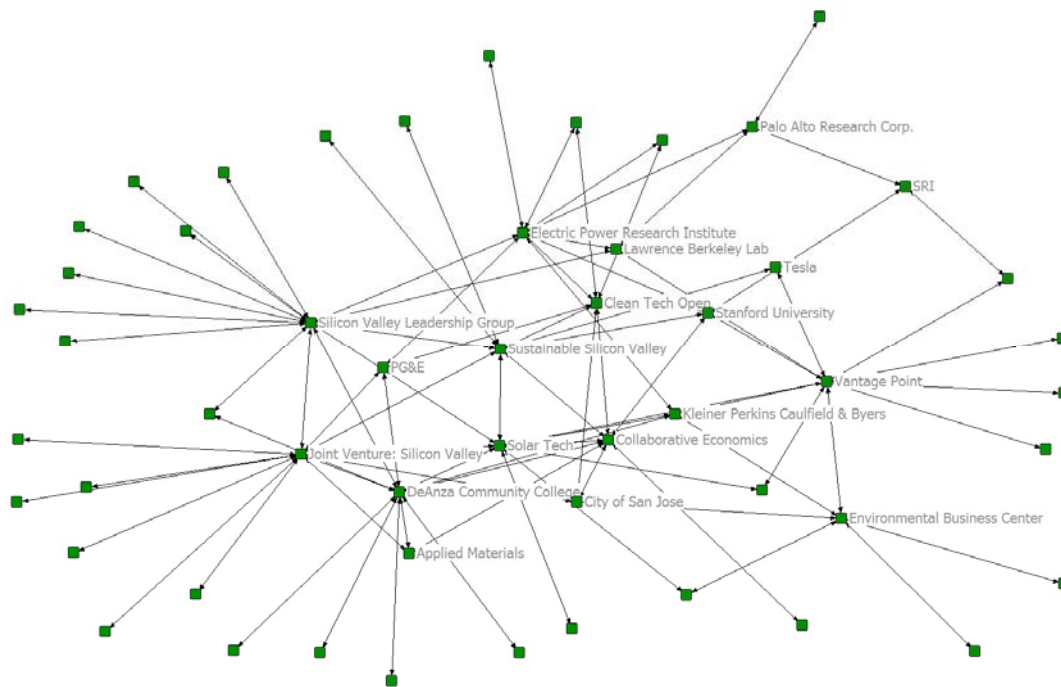 Palo Alto Research Corp.
SRI
Electric Power Research Institute
Lawrence Berkeley Lab
Tesla
Clean Tech Open
Stanford University
Silicon Valley Leadership Group
Sustainable Silicon Valley
PG&E
Vantage Point
Kleiner Perkins Caulfield & Byers
Solar Tech
Collaborative Economics
Joint Venture: Silicon Valley
DeAnza Community College
City of San Jose
Environmental Business Center
Applied Materials